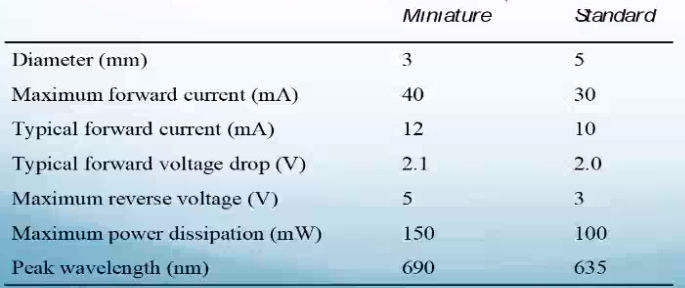 Miniature Standard
Diameter (mm) 3 5
Maximum forward current (mA) 40 30
Typical forward current (mA) 12 10
Typical forward voltage drop (V) 2.1 2.0
Maximum reverse voltage (V) 5 3
Maximum power dissipation (mW) 150 100
Peak wavelength (nm) 690 635